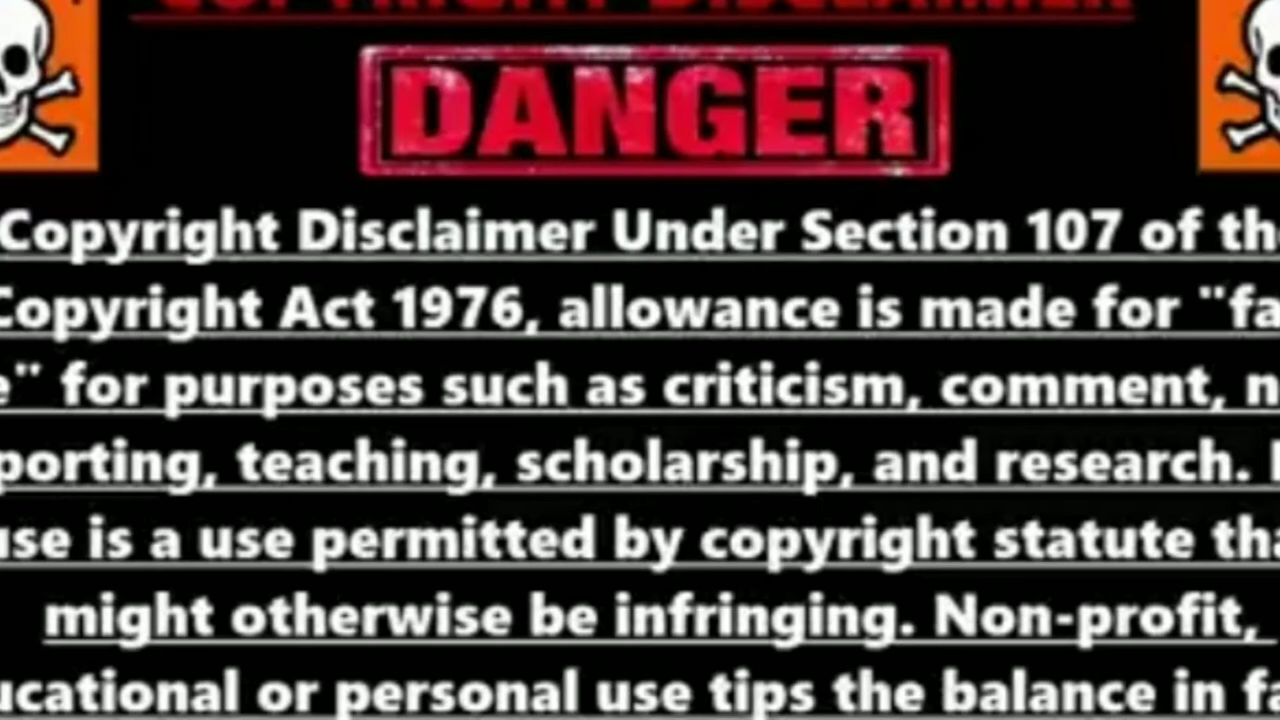 COPYRIGHT DISCLAIMER
DANGER
Copyright Disclaimer Under Section 107 of th
Copyright Act 1976, allowance is made for "fa
e" for purposes such as criticism, comment, n
porting, teaching, scholarship, and research.
use is a use permitted by copyright statute tha
might otherwise be infringing. Non-profit,
ucational or personal use tips the balance in fa